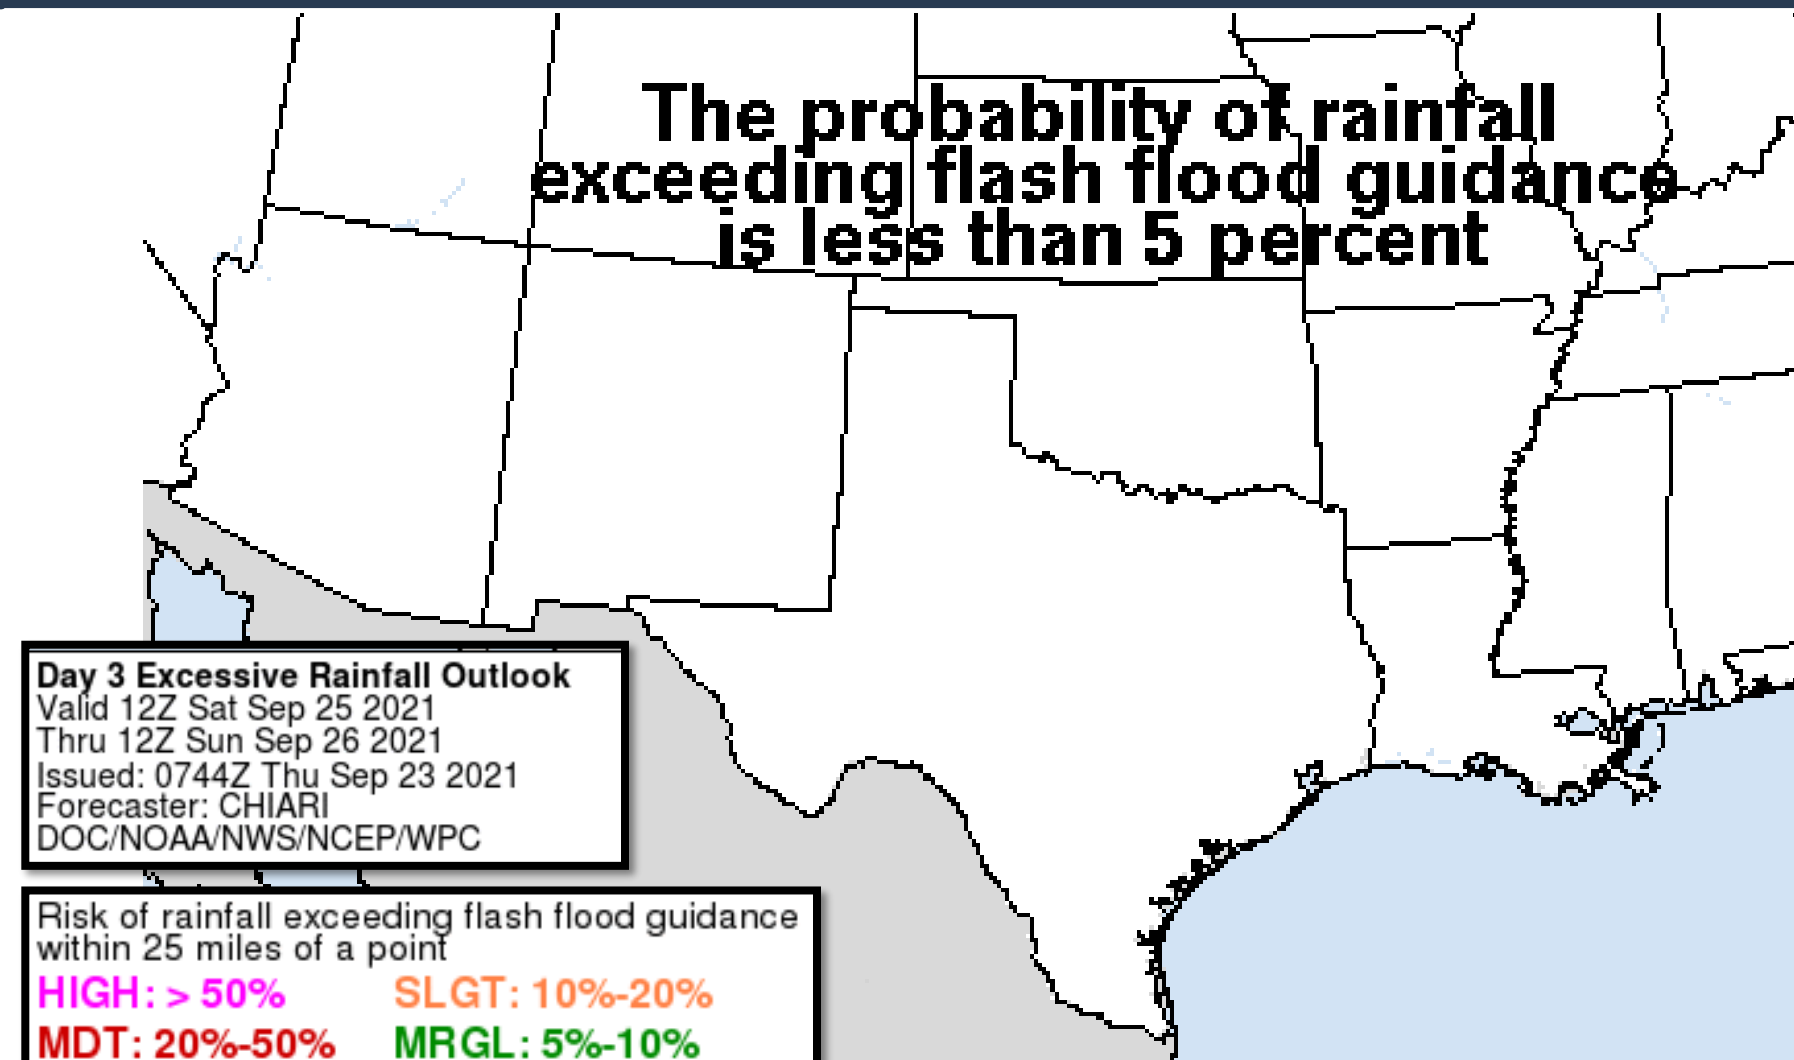 The probability of rainfall
exceeding flash flood guidance
is less than 5 percent
Day 3 Excessive Rainfall Outlook
Valid 12Z Sat Sep 25 2021
Thru 12Z Sun Sep 26 2021
Issued: 0744Z Thu Sep 23 2021
Forecaster: CHIARI
DOC/NOAA/NWS/NCEP/WPC
Risk of rainfall exceeding flash flood guidance
within 25 miles of a point
HIGH: > 50% SLGT: 10%-20%
MDT: 20%-50% MRGL: 5%-10%